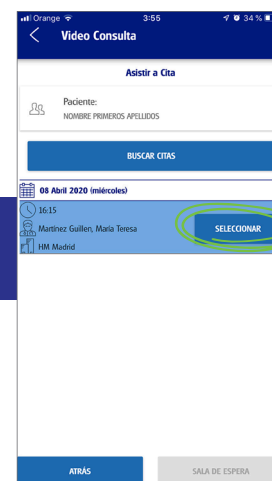 Orange 3:55 34 %
Video Consulta
Asistir a Cita
Paciente:
NOMBRE PRIMEROS APELLIDOS
BUSCAR CITAS
08 Abril 2020 (miércoles)
16:15
Martinez Guillen, María Teresa
SELECCIONAR
HM Madrid
ATRÁS SALA DE ESPERA